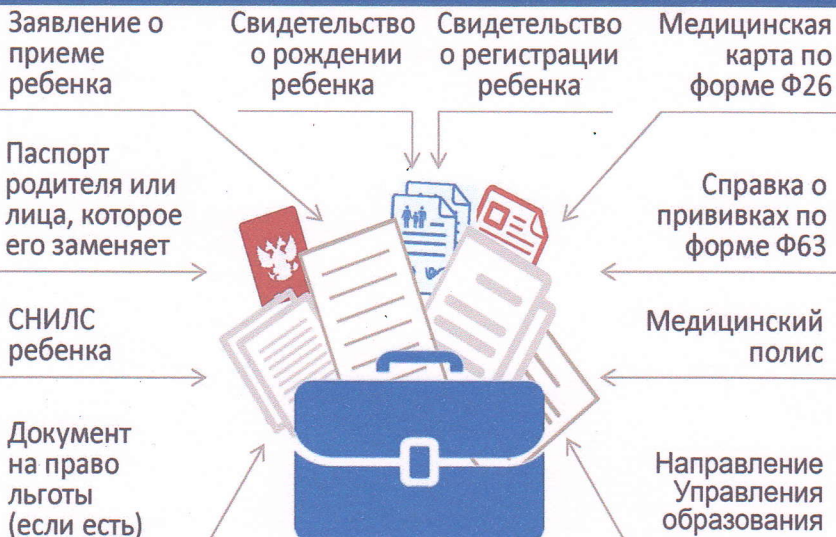 Заявление о
приеме
ребенка
Свидетельство
о рождении
ребенка
Свидетельство
о регистрации
ребенка
Медицинская
карта по
форме Ф26
Паспорт
родителя или
лица, которое
его заменяет
Справка о
прививках по
форме Ф63
СНИЛС
ребенка
Медицинский
полис
Документ
на право
льготы
(если есть)
Направление
Управления
образования